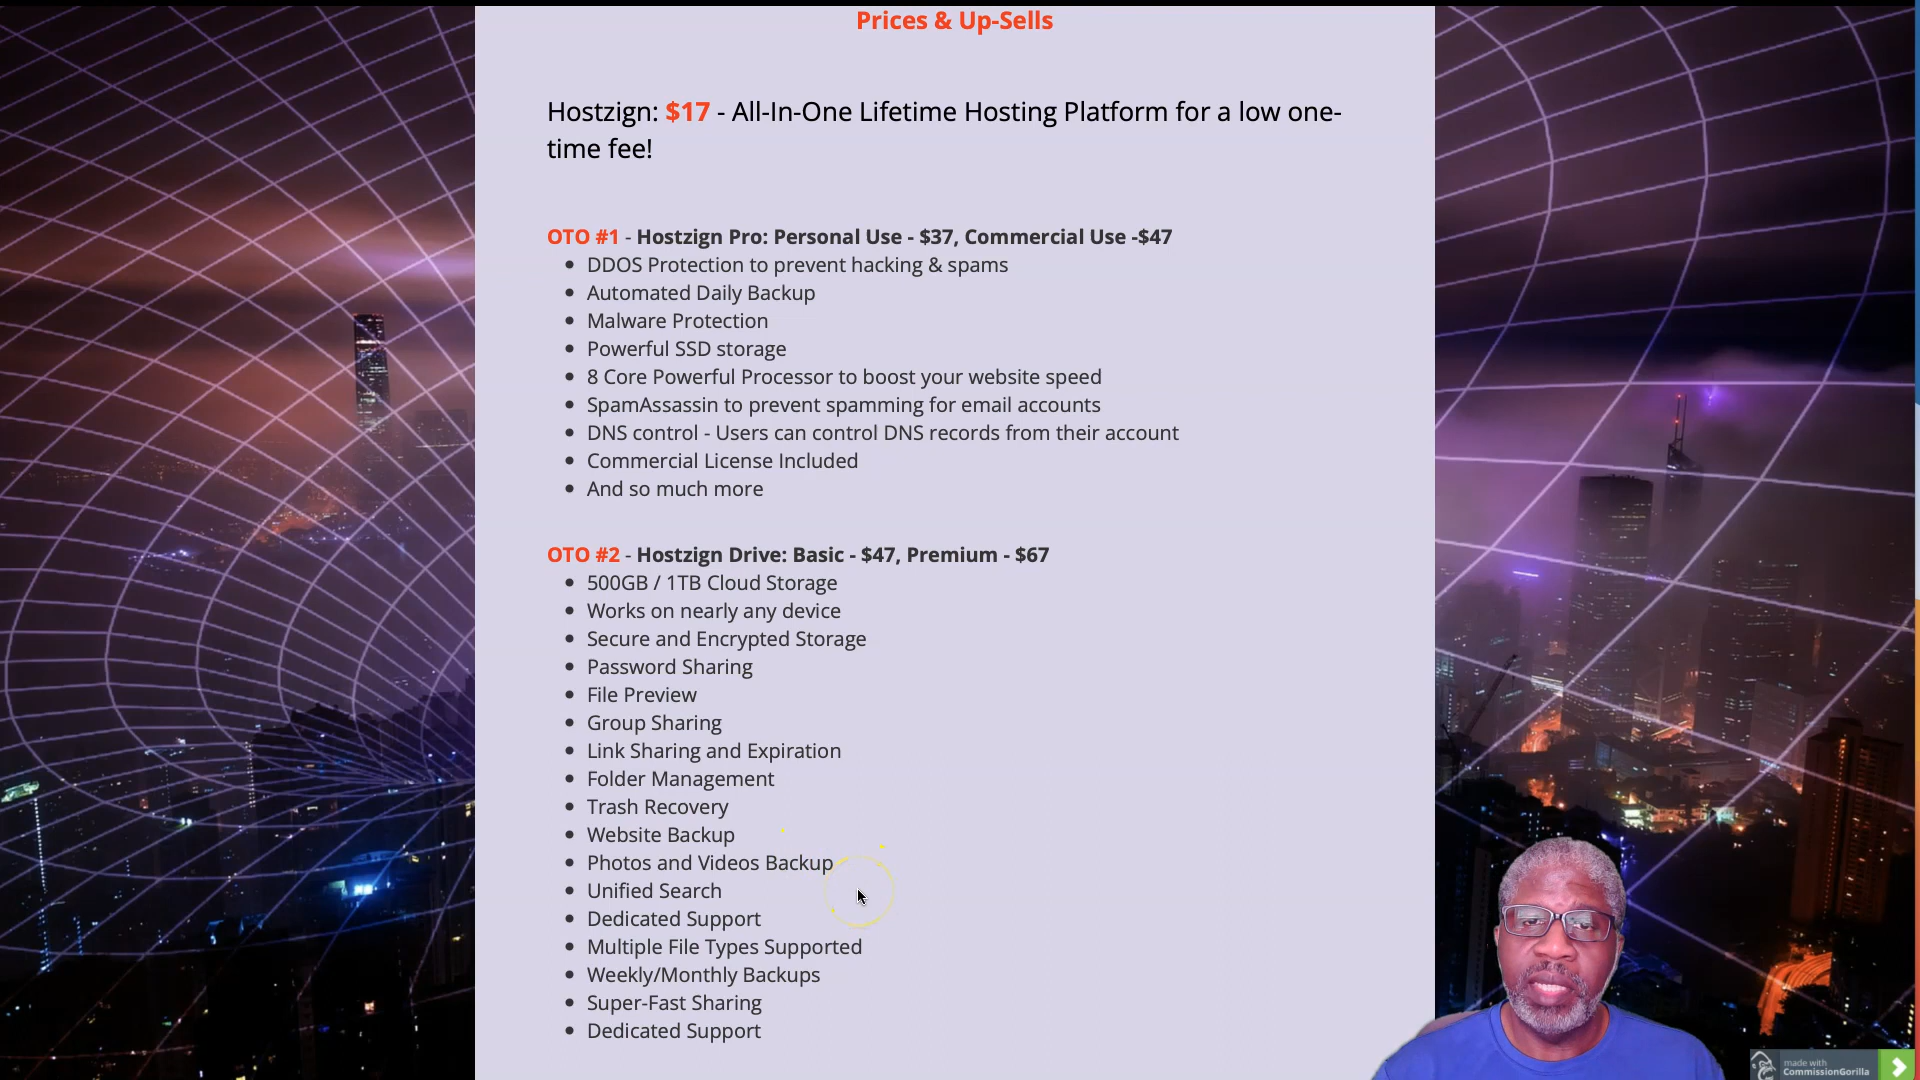 Prices & Up-Sells
Hostzign: $17 - All-In-One Lifetime Hosting Platform for a low one-
time fee!
OTO #1 - Hostzign Pro: Personal Use - $37, Commercial Use -$47
DDOS Protection to prevent hacking & spams
Automated Daily Backup
Malware Protection
Powerful SSD storage
8 Core Powerful Processor to boost your website speed
SpamAssassin to prevent spamming for email accounts
DNS control - Users can control DNS records from their account
Commercial License Included
And so much more
OTO #2 - Hostzign Drive: Basic - $47, Premium - $67
500GB / 1TB Cloud Storage
Works on nearly any device
Secure and Encrypted Storage
Password Sharing
File Preview
Group Sharing
Link Sharing and Expiration
Folder Management
Trash Recovery
Website Backup
Photos and Videos Backup
Unified Search
Dedicated Support
Multiple File Types Supported
Weekly/Monthly Backups
Super-Fast Sharing
Dedicated Support
made with
CommissionGorilla